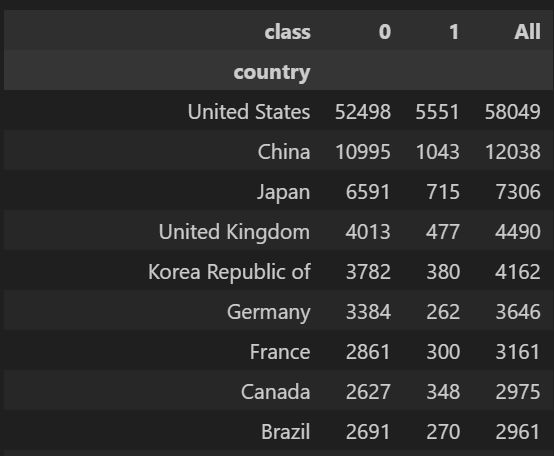 class 0 1 All
country
United States 52498 5551 58049
China 10995 1043 12038
Japan 6591 715 7306
United Kingdom 4013 477 4490
Korea Republic of 3782 380 4162
Germany 3384 262 3646
France 2861 300 3161
Canada 2627 348 2975
Brazil 2691 270 2961